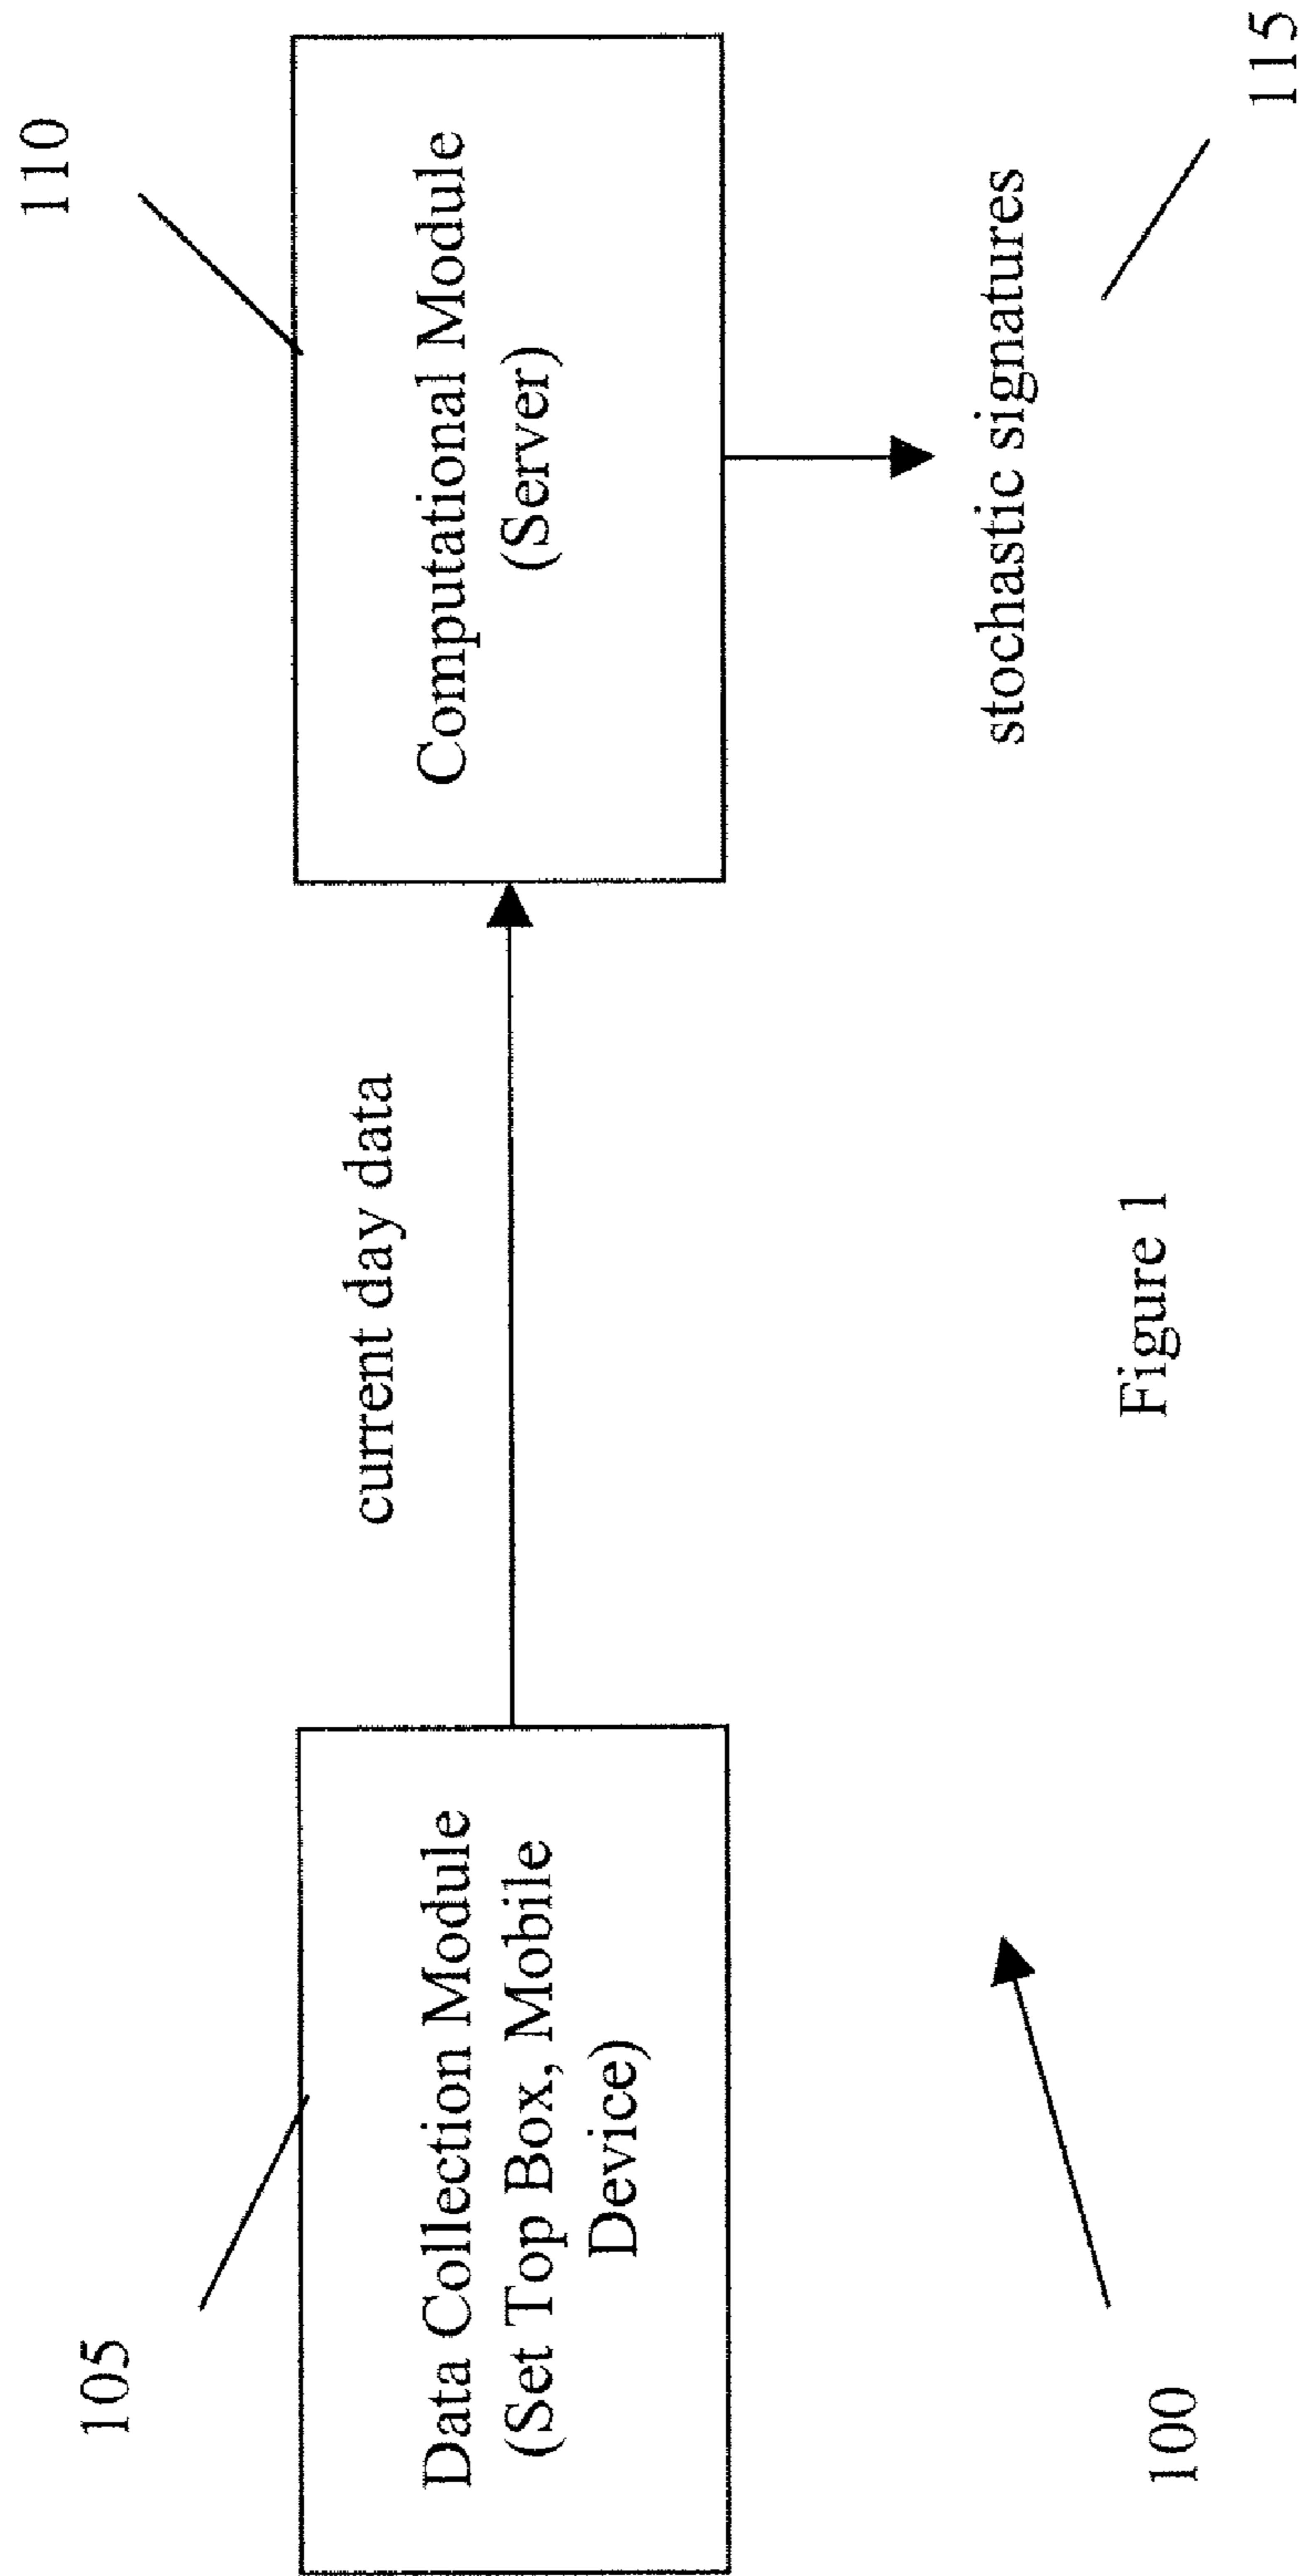 105
Data Collection Module
(Set Top Box, Mobile
Device)
current day data
110
Computational Module
(Server)
stochastic signatures
115
100
Figure 1